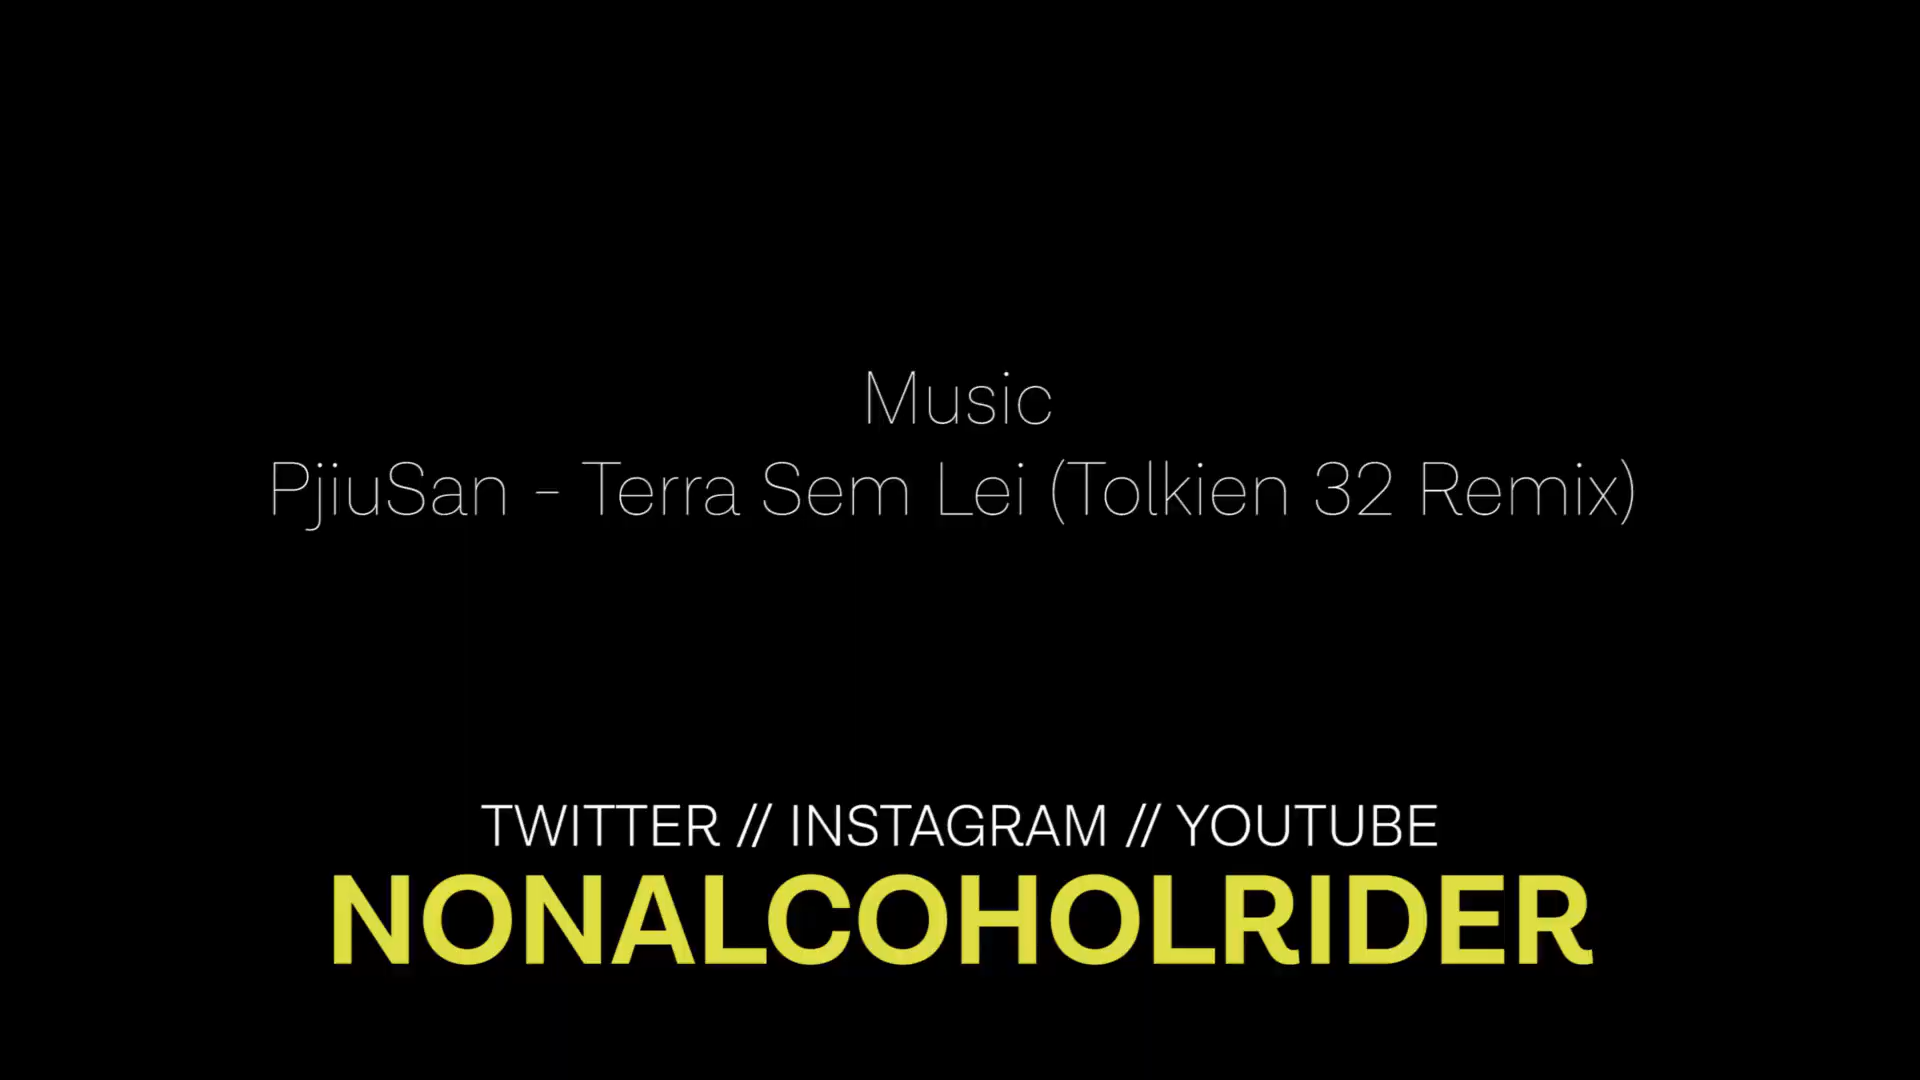 Music
PjiuSan - Terra Sem Lei (Tolkien 32 Remix)
TWITTER // INSTAGRAM // YOUTUBE
NONALCOHOLRIDER